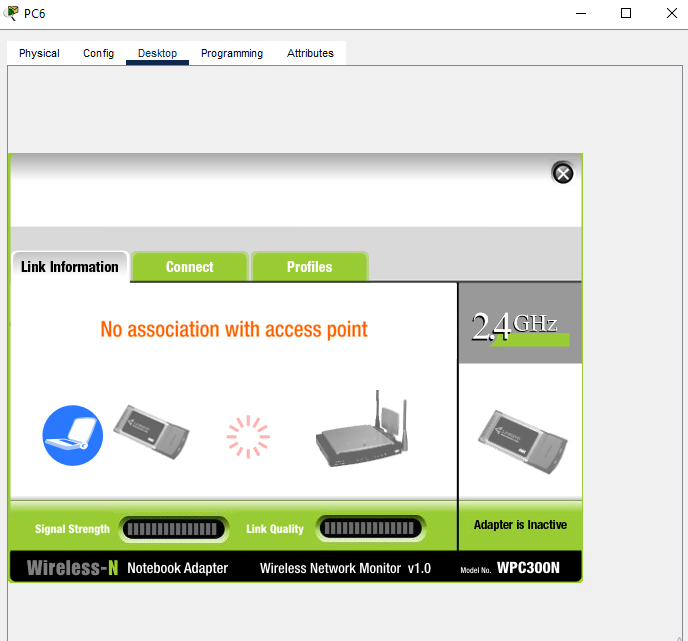 PC6
Physical Config Desktop Programming Attributes
Link Information Connect Profiles
No association with access point
2.4GHz
Signal Strength Link Quality Adapter is Inactive
Wireless-N Notebook Adapter Wireless Network Monitor v1.0 Model No. WPC300N